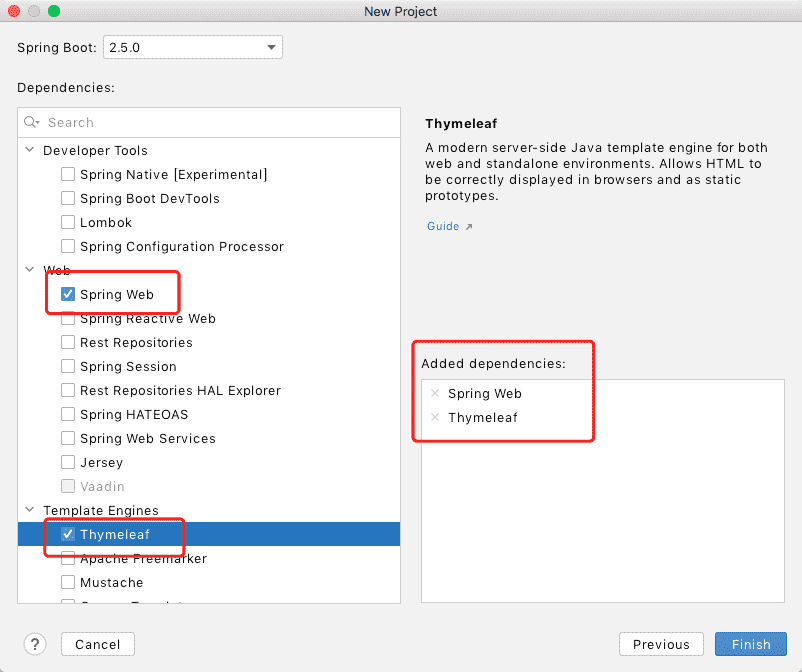 New Project
Spring Boot: 2.5.0
Dependencies:
Search
Developer Tools
Spring Native [Experimental]
Spring Boot DevTools
Lombok
Spring Configuration Processor
Web
Spring Web
Spring Reactive Web
Rest Repositories
Spring Session
Rest Repositories HAL Explorer
Spring HATEOAS
Spring Web Services
Jersey
Vaadin
Template Engines
Thymeleaf
Apache Freemarker
Mustache
Thymeleaf
A modern server-side Java template engine for both
web and standalone environments. Allows HTML to
be correctly displayed in browsers and as static
prototypes.
Guide
Added dependencies:
Spring Web
Thymeleaf
?
Cancel
Previous
Finish